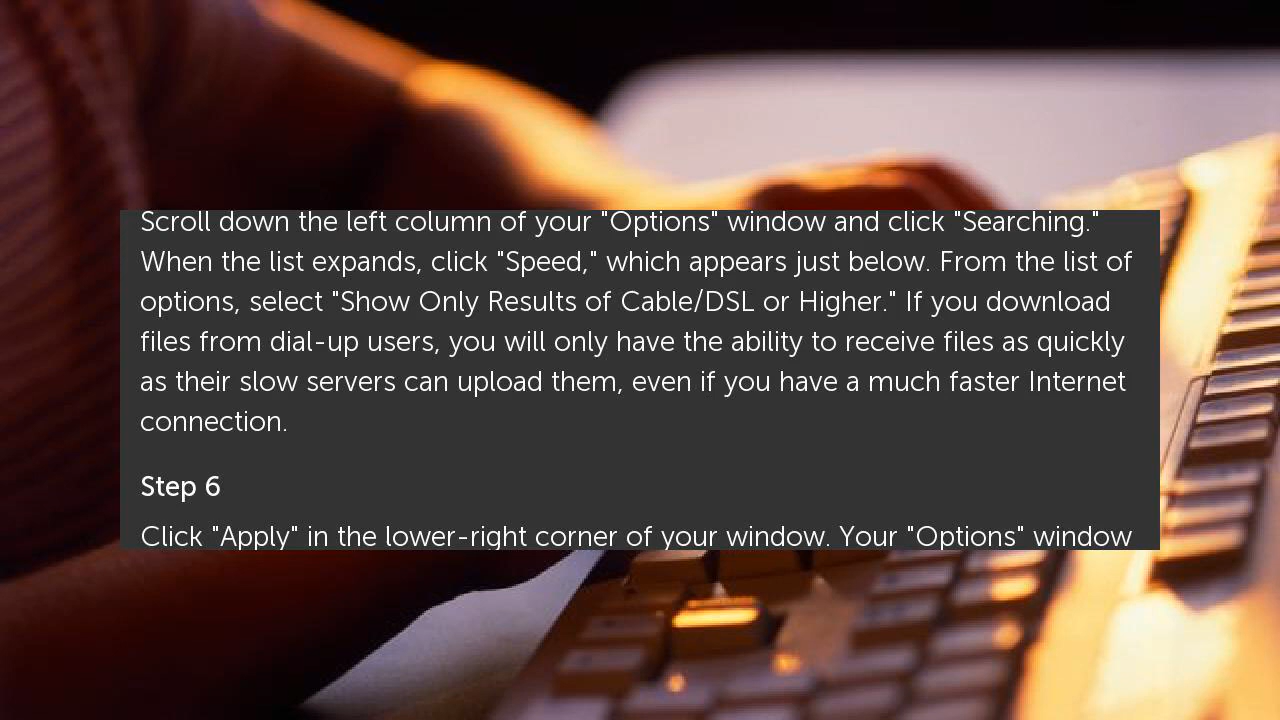 Scroll down the left column of your "Options" window and click "Searching."
When the list expands, click "Speed," which appears just below. From the list of
options, select "Show Only Results of Cable/DSL or Higher." If you download
files from dial-up users, you will only have the ability to receive files as quickly
as their slow servers can upload them, even if you have a much faster Internet
connection.
Step 6
Click "Apply" in the lower-right corner of your window. Your "Options" window